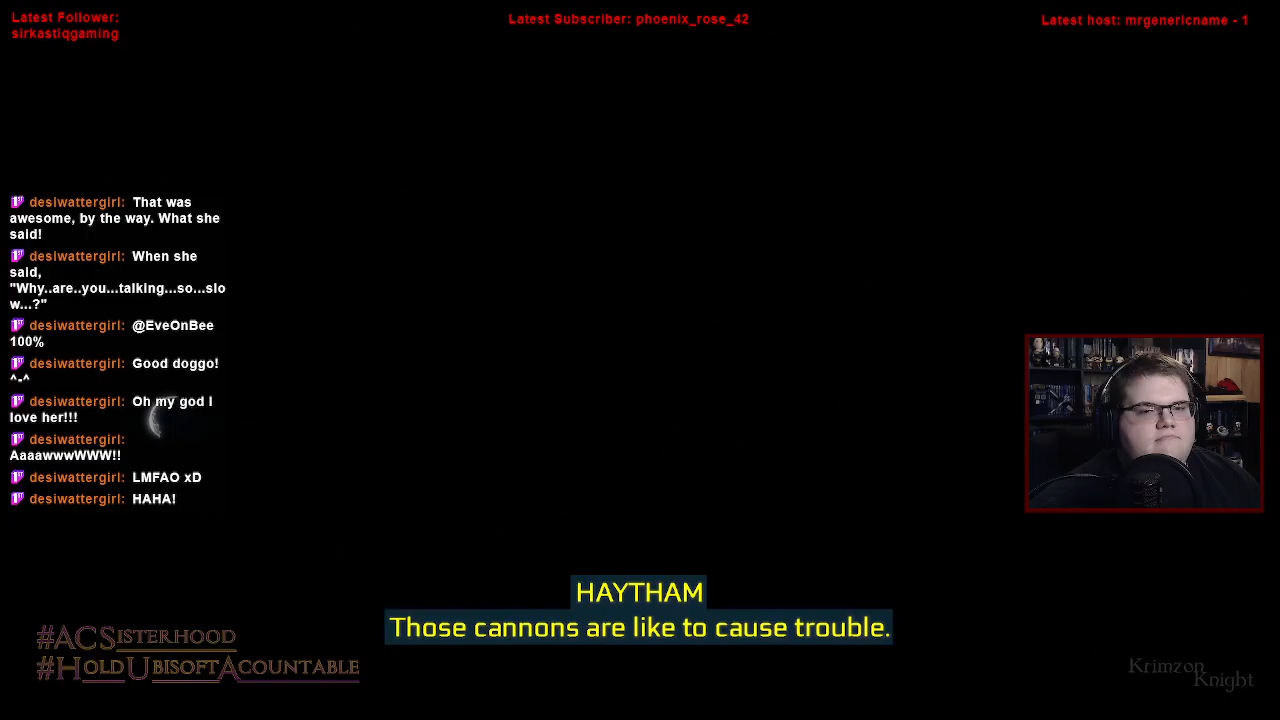 Latest Follower:
sirkastiqgaming
Latest Subscriber: phoenix_rose_42
Latest host: mrgenericname - 1
desiwattergirl: That was
awesome, by the way. What she
said!
desiwattergirl: When she
said,
"Why..are..you...talking...so...slo
w...?"
desiwattergirl: @EveOnBee
100%
desiwattergirl: Good doggo!
^-^
desiwattergirl: Oh my god I
love her!!!
desiwattergirl:
AaaawwwWWW!!
desiwattergirl: LMFAO xD
desiwattergirl: HAHA!
HAYTHAM
Those cannons are like to cause trouble.
#ACSisterhood
#HoldUbisoftAcountable
Krimzon
Knight